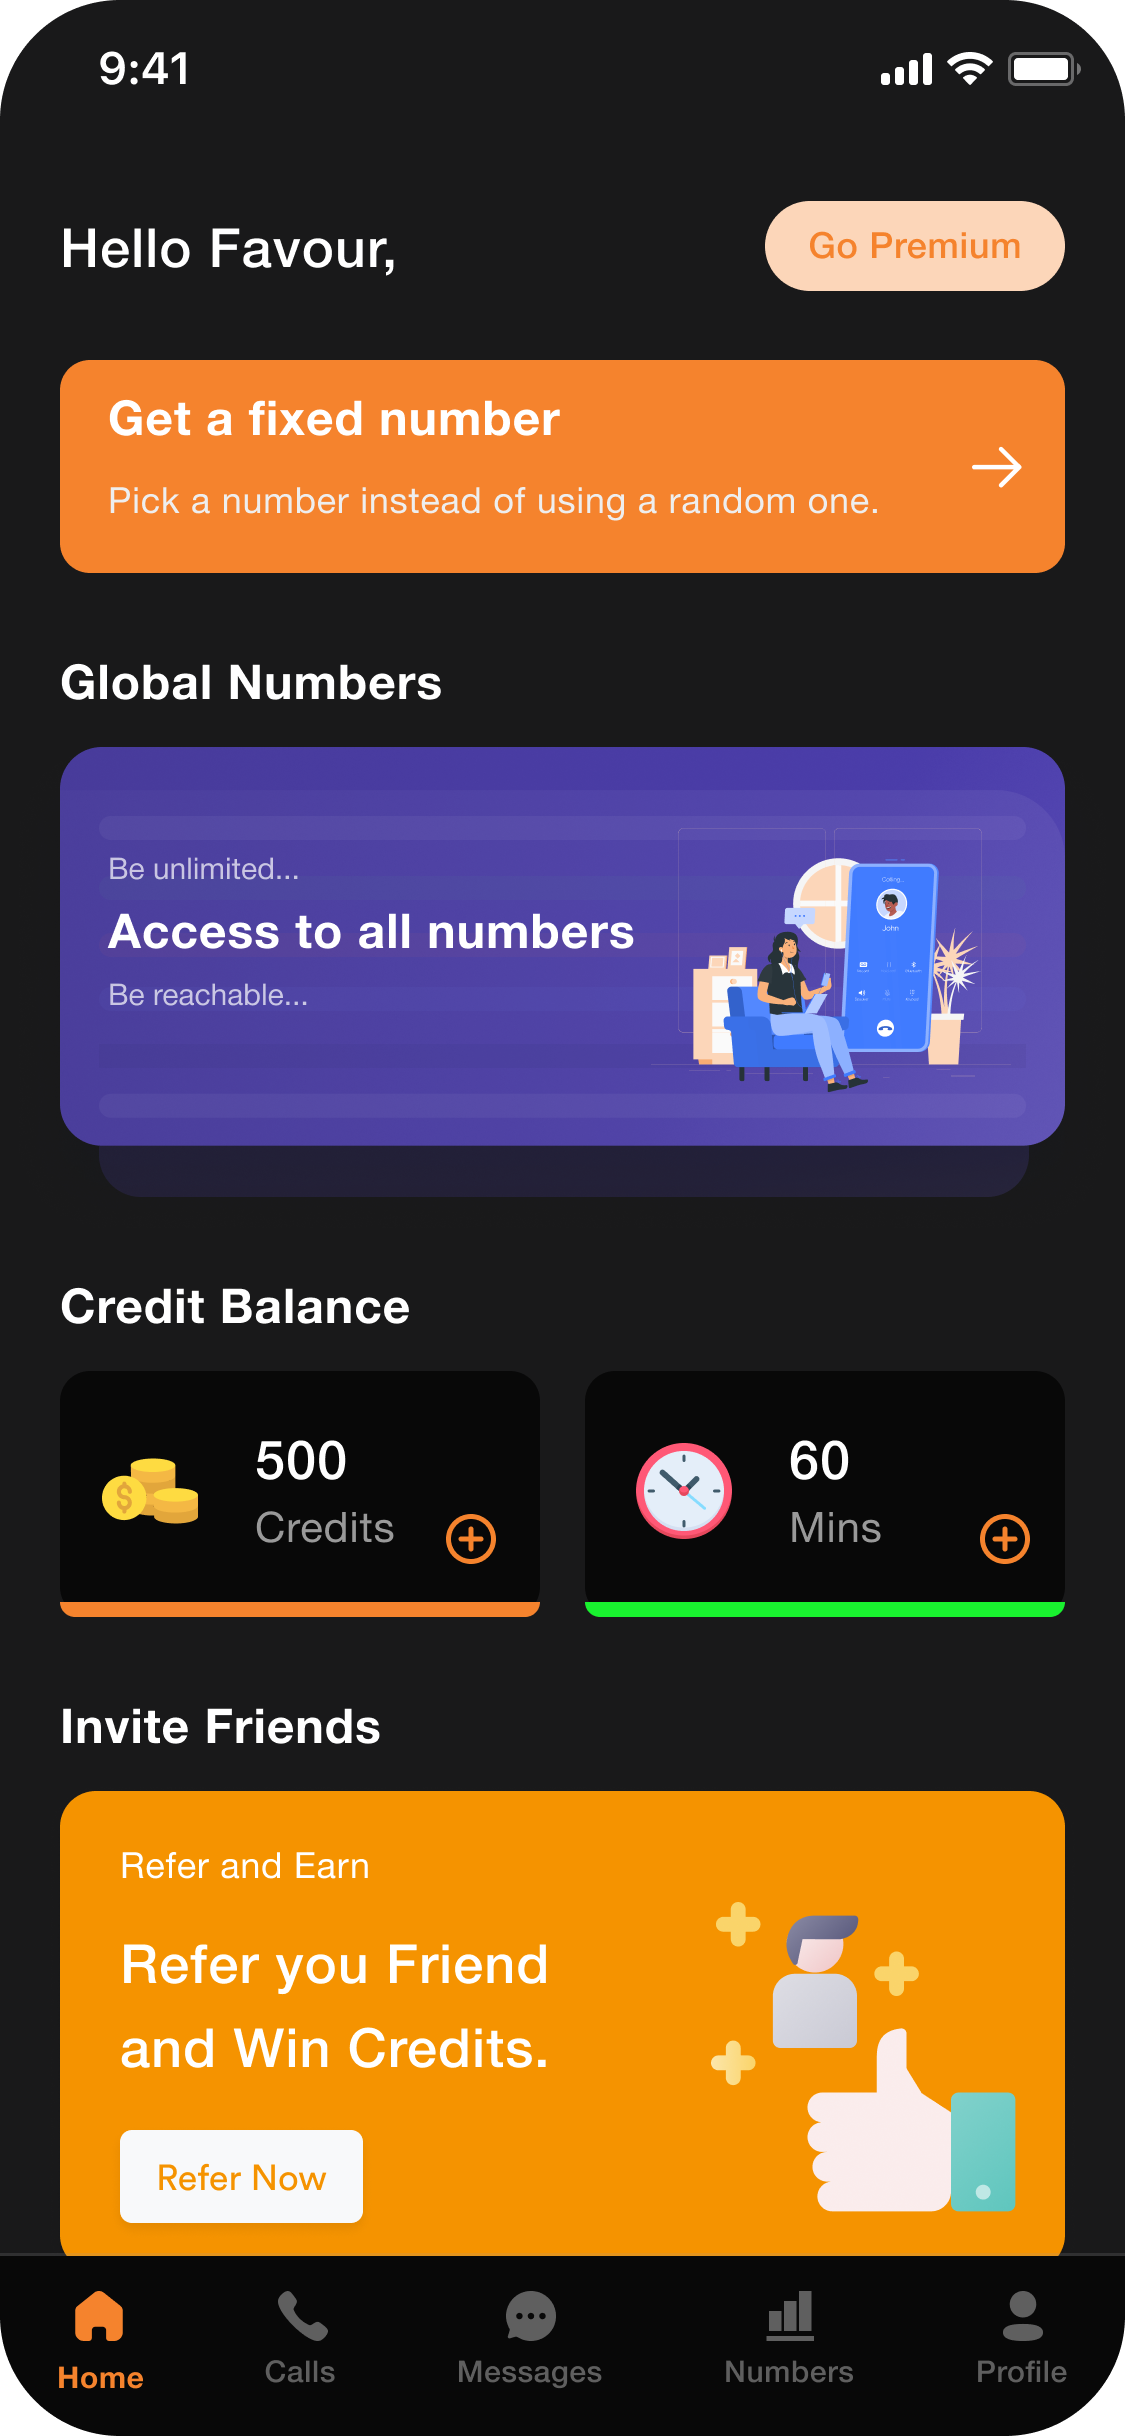 9:41
Hello Favour,
Go Premium
Get a fixed number
Pick a number instead of using a random one.
Global Numbers
Be unlimited...
Access to all numbers
Be reachable...
Calling...
John
Credit Balance
500
Credits
60
Mins
Invite Friends
Refer and Earn
Refer you Friend
and Win Credits.
Refer Now
Home
Calls
Messages
Numbers
Profile